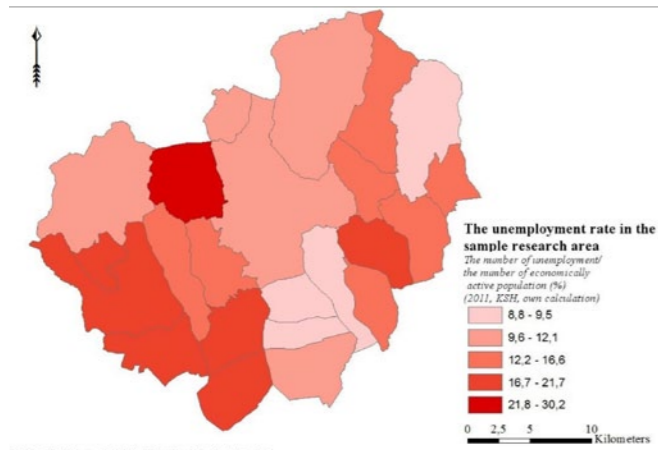 The unemployment rate in the
sample research area
The number of unemployment/
the number of economically
active population (%)
(2011, KSH, own calculation)
8,8 - 9,5
9,6 - 12,1
12,2 - 16,6
16,7 - 21,7
21,8 - 30,2
0 2,5 5 10
Kilometers